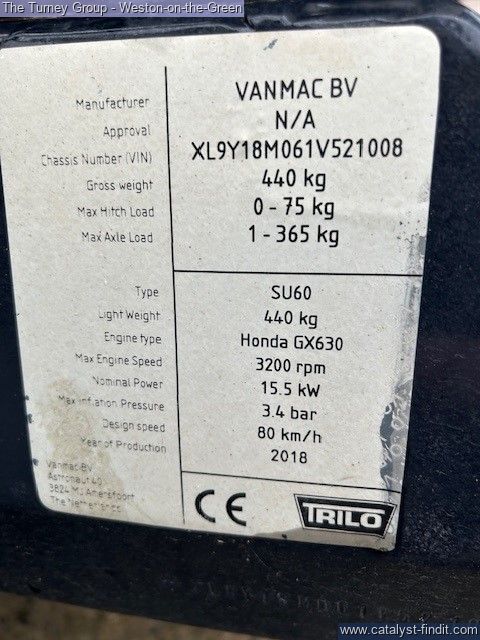 The Turney Group - Weston-on-the-Green
Manufacturer VANMAC BV
Approval N/A
Chassis Number (VIN) XL9Y18M061V521008
Gross weight 440 kg
Max Hitch Load 0 - 75 kg
Max Axle Load 1 - 365 kg
Type SU60
Light Weight 440 kg
Engine type Honda GX630
Max Engine Speed 3200 rpm
Nominal Power 15.5 kW
Max Inflation Pressure 3.4 bar
Design speed 80 km/h
Year of Production 2018
Vanmac BV
Astronaut 40
3824 MJ Amersfoort
The Netherlands
CE TRILO
www.catalyst-findit.com